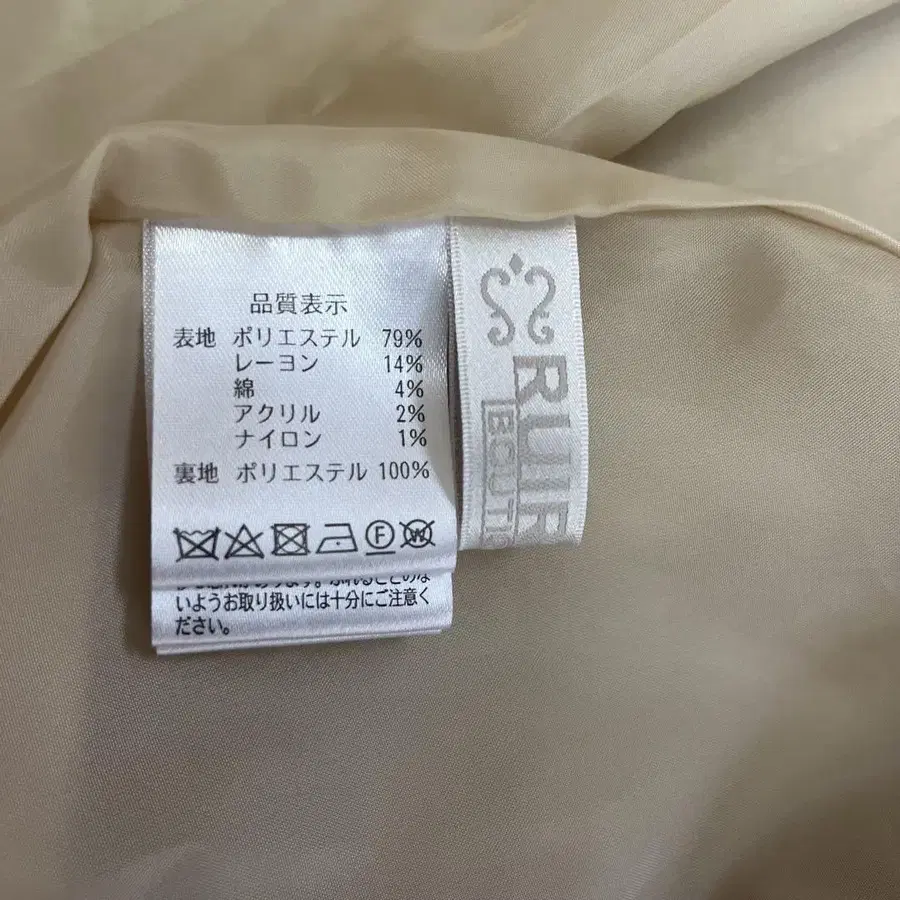 品質表示
表地 ポリエステル 79%
レーヨン 14%
綿 4%
アクリル 2%
ナイロン 1%
裏地 ポリエステル 100%
F
W
いようお取り扱いには十分にご注意く
ださい。